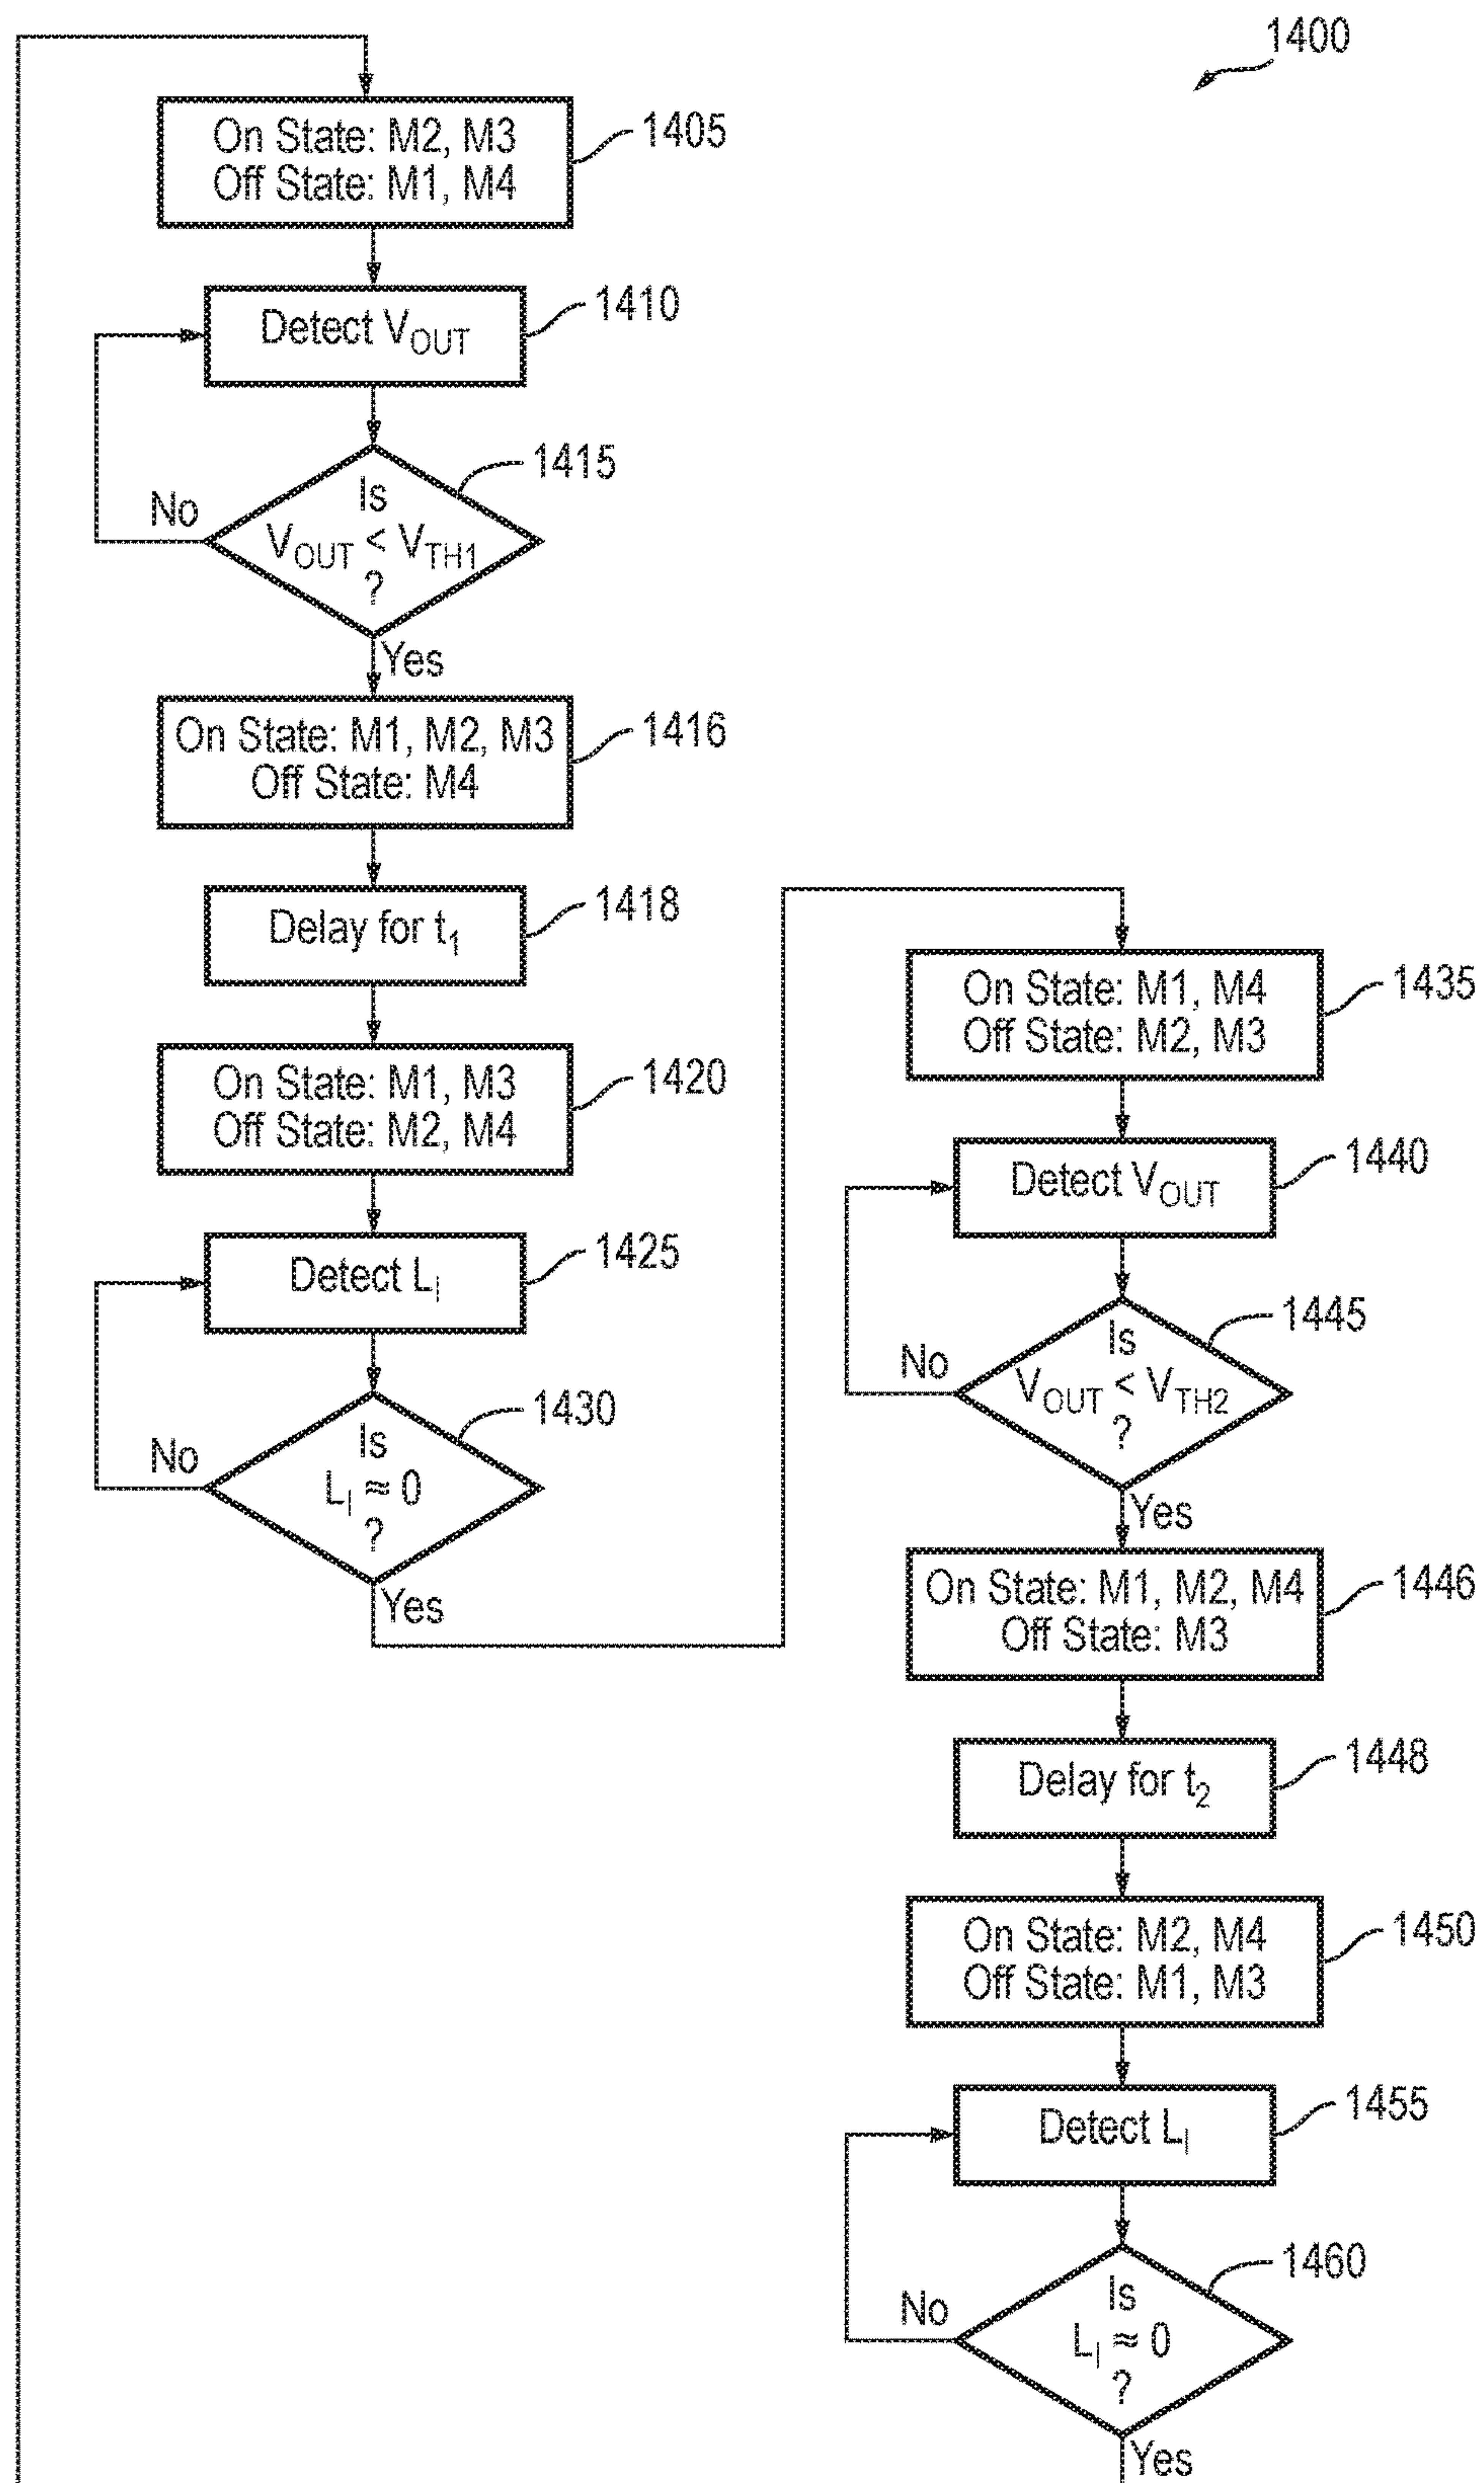 1400
On State: M2, M3
Off State: M1, M4
1405
Detect VOUT
1410
Is
VOUT < VTH1
?
1415
No
Yes
On State: M1, M2, M3
Off State: M4
1416
Delay for t1
1418
On State: M1, M3
Off State: M2, M4
1420
Detect LI
1425
Is
LI ≈ 0
?
1430
No
Yes
On State: M1, M4
Off State: M2, M3
1435
Detect VOUT
1440
Is
VOUT < VTH2
?
1445
No
Yes
On State: M1, M2, M4
Off State: M3
1446
Delay for t2
1448
On State: M2, M4
Off State: M1, M3
1450
Detect LI
1455
Is
LI ≈ 0
?
1460
No
Yes